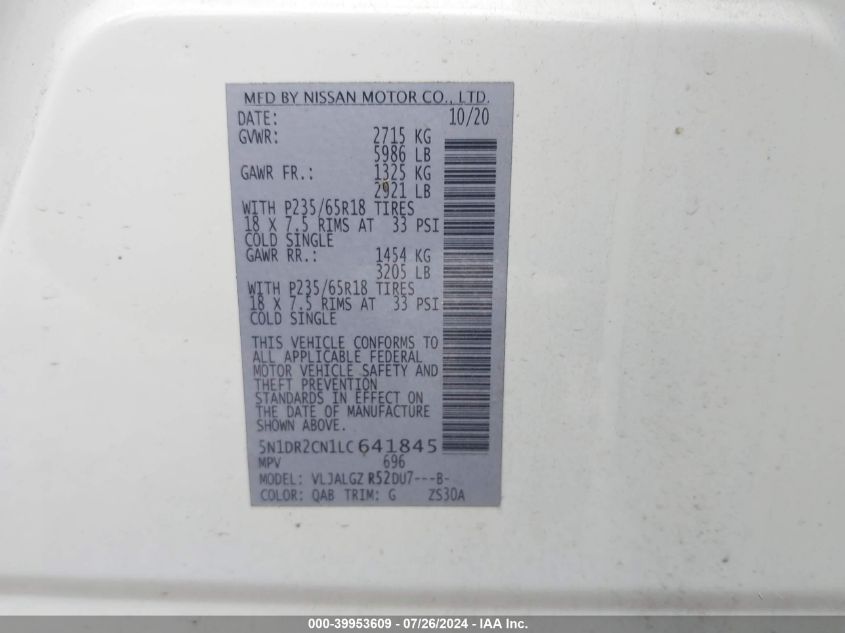 MFD BY NISSAN MOTOR CO., LTD.
DATE: 10/20
GVWR: 2715 KG
5986 LB
GAWR FR.: 1325 KG
2921 LB
WITH P235/65R18 TIRES
18 X 7.5 RIMS AT 33 PSI
COLD SINGLE
GAWR RR.: 1454 KG
3205 LB
WITH P235/65R18 TIRES
18 X 7.5 RIMS AT 33 PSI
COLD SINGLE
THIS VEHICLE CONFORMS TO
ALL APPLICABLE FEDERAL
MOTOR VEHICLE SAFETY AND
THEFT PREVENTION
STANDARDS IN EFFECT ON
THE DATE OF MANUFACTURE
SHOWN ABOVE.
5N1DR2CN1LC641845
MPV 696
MODEL: VLJALGZ R52DU7---B-
COLOR: QAB TRIM: G ZS30A
000-39953609 - 07/26/2024 - IAA Inc.